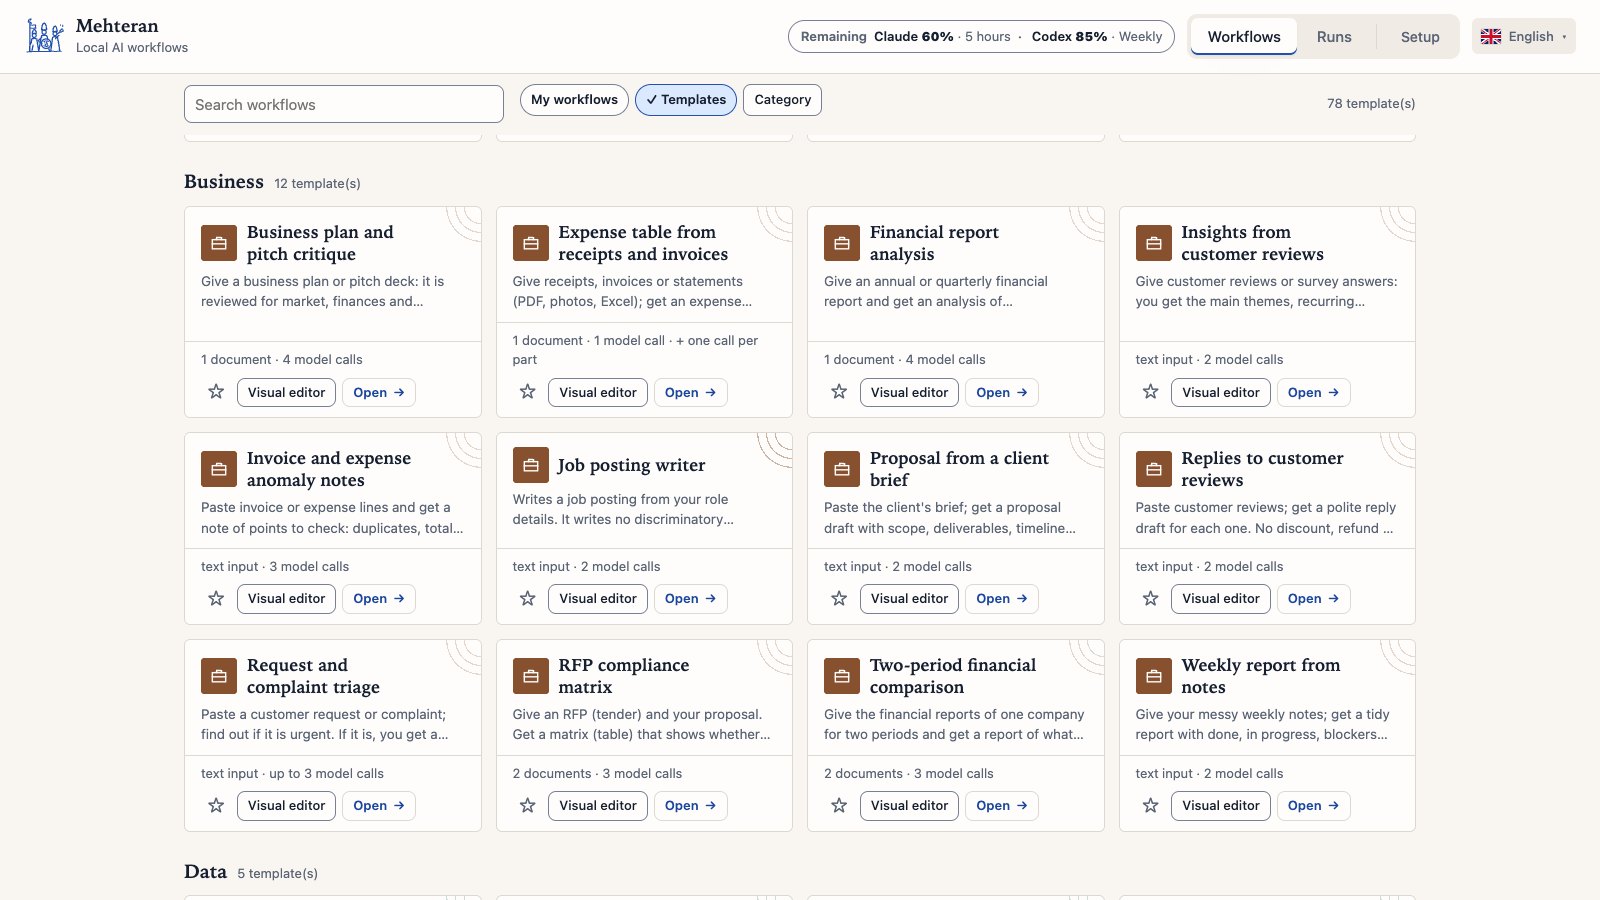 Mehteran
Local AI workflows
Remaining Claude 60% · 5 hours · Codex 85% · Weekly
Workflows
Runs
Setup
English
Search workflows
My workflows
✓ Templates
Category
78 template(s)
Business 12 template(s)
Business plan and
pitch critique
Give a business plan or pitch deck: it is
reviewed for market, finances and...
1 document · 4 model calls
Visual editor
Open →
Expense table from
receipts and invoices
Give receipts, invoices or statements
(PDF, photos, Excel); get an expense...
1 document · 1 model call · + one call per
part
Visual editor
Open →
Financial report
analysis
Give an annual or quarterly financial
report and get an analysis of...
1 document · 4 model calls
Visual editor
Open →
Insights from
customer reviews
Give customer reviews or survey answers:
you get the main themes, recurring...
text input · 2 model calls
Visual editor
Open →
Invoice and expense
anomaly notes
Paste invoice or expense lines and get a
note of points to check: duplicates, total...
text input · 3 model calls
Visual editor
Open →
Job posting writer
Writes a job posting from your role
details. It writes no discriminatory...
text input · 2 model calls
Visual editor
Open →
Proposal from a client
brief
Paste the client's brief; get a proposal
draft with scope, deliverables, timeline...
text input · 2 model calls
Visual editor
Open →
Replies to customer
reviews
Paste customer reviews; get a polite reply
draft for each one. No discount, refund ...
text input · 2 model calls
Visual editor
Open →
Request and
complaint triage
Paste a customer request or complaint;
find out if it is urgent. If it is, you get a...
text input · up to 3 model calls
Visual editor
Open →
RFP compliance
matrix
Give an RFP (tender) and your proposal.
Get a matrix (table) that shows whether...
2 documents · 3 model calls
Visual editor
Open →
Two-period financial
comparison
Give the financial reports of one company
for two periods and get a report of what...
2 documents · 3 model calls
Visual editor
Open →
Weekly report from
notes
Give your messy weekly notes; get a tidy
report with done, in progress, blockers...
text input · 2 model calls
Visual editor
Open →
Data 5 template(s)